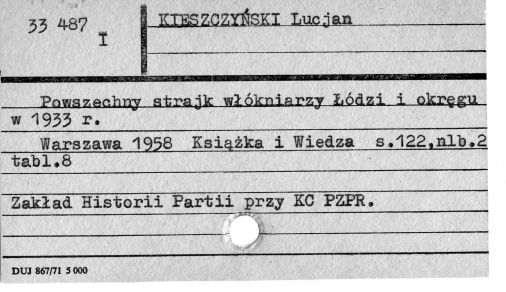 33 487
I
KIESZCZYŃSKI Lucjan
Powszechny strajk włókniarzy Łódzi i okręgu
w 1933 r.
Warszawa 1958 Książka i Wiedza s.122,nlb.2
tabl.8
Zakład Historii Partii przy KC PZPR.
DUJ 867/71 5 000